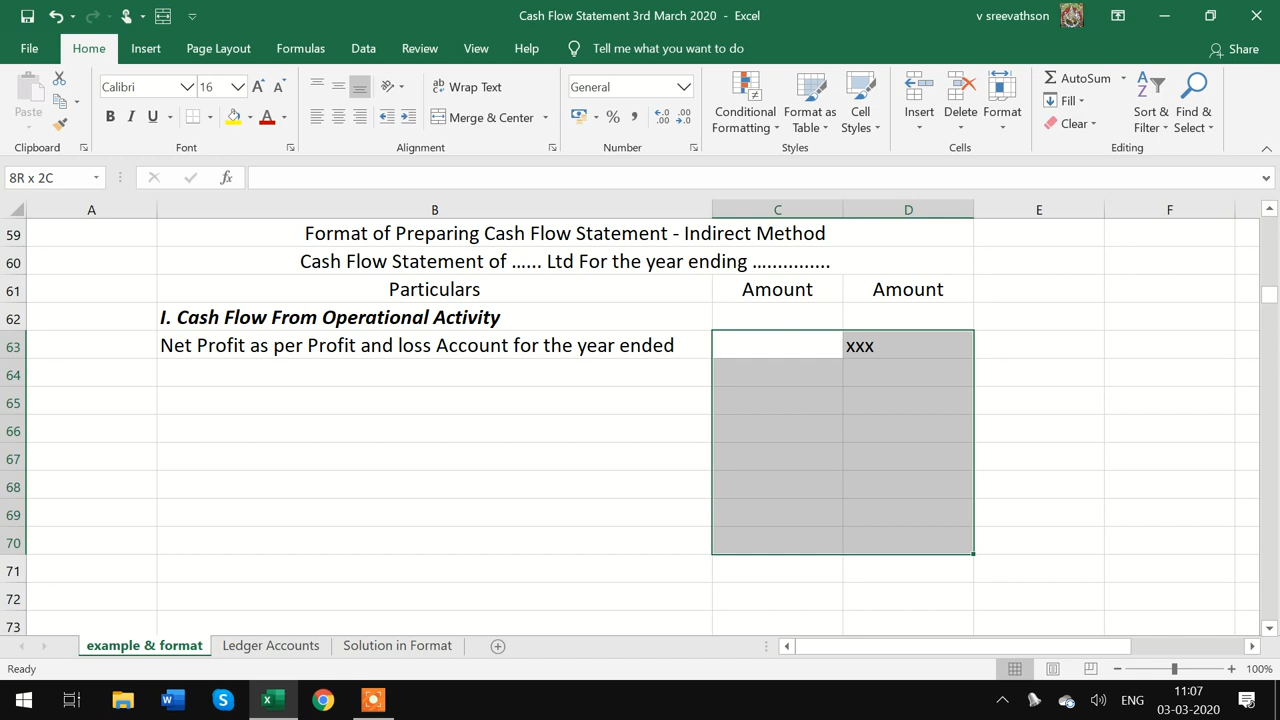 Cash Flow Statement 3rd March 2020 - Excel
v sreevathson
File Home Insert Page Layout Formulas Data Review View Help Tell me what you want to do Share
Paste
Calibri 16
B I U A
Clipboard
Font
Wrap Text
Merge & Center
Alignment
General
% ,
Number
Conditional Formatting
Format as Table
Cell Styles
Styles
Insert Delete Format
Cells
AutoSum
Fill
Clear
Sort & Filter
Find & Select
Editing
8R x 2C
fx
A B C D E F
59 Format of Preparing Cash Flow Statement - Indirect Method
60 Cash Flow Statement of ...... Ltd For the year ending ...............
61 Particulars Amount Amount
62 I. Cash Flow From Operational Activity
63 Net Profit as per Profit and loss Account for the year ended xxx
64
65
66
67
68
69
70
71
72
73
example & format Ledger Accounts Solution in Format
Ready
100%
ENG
11:07
03-03-2020